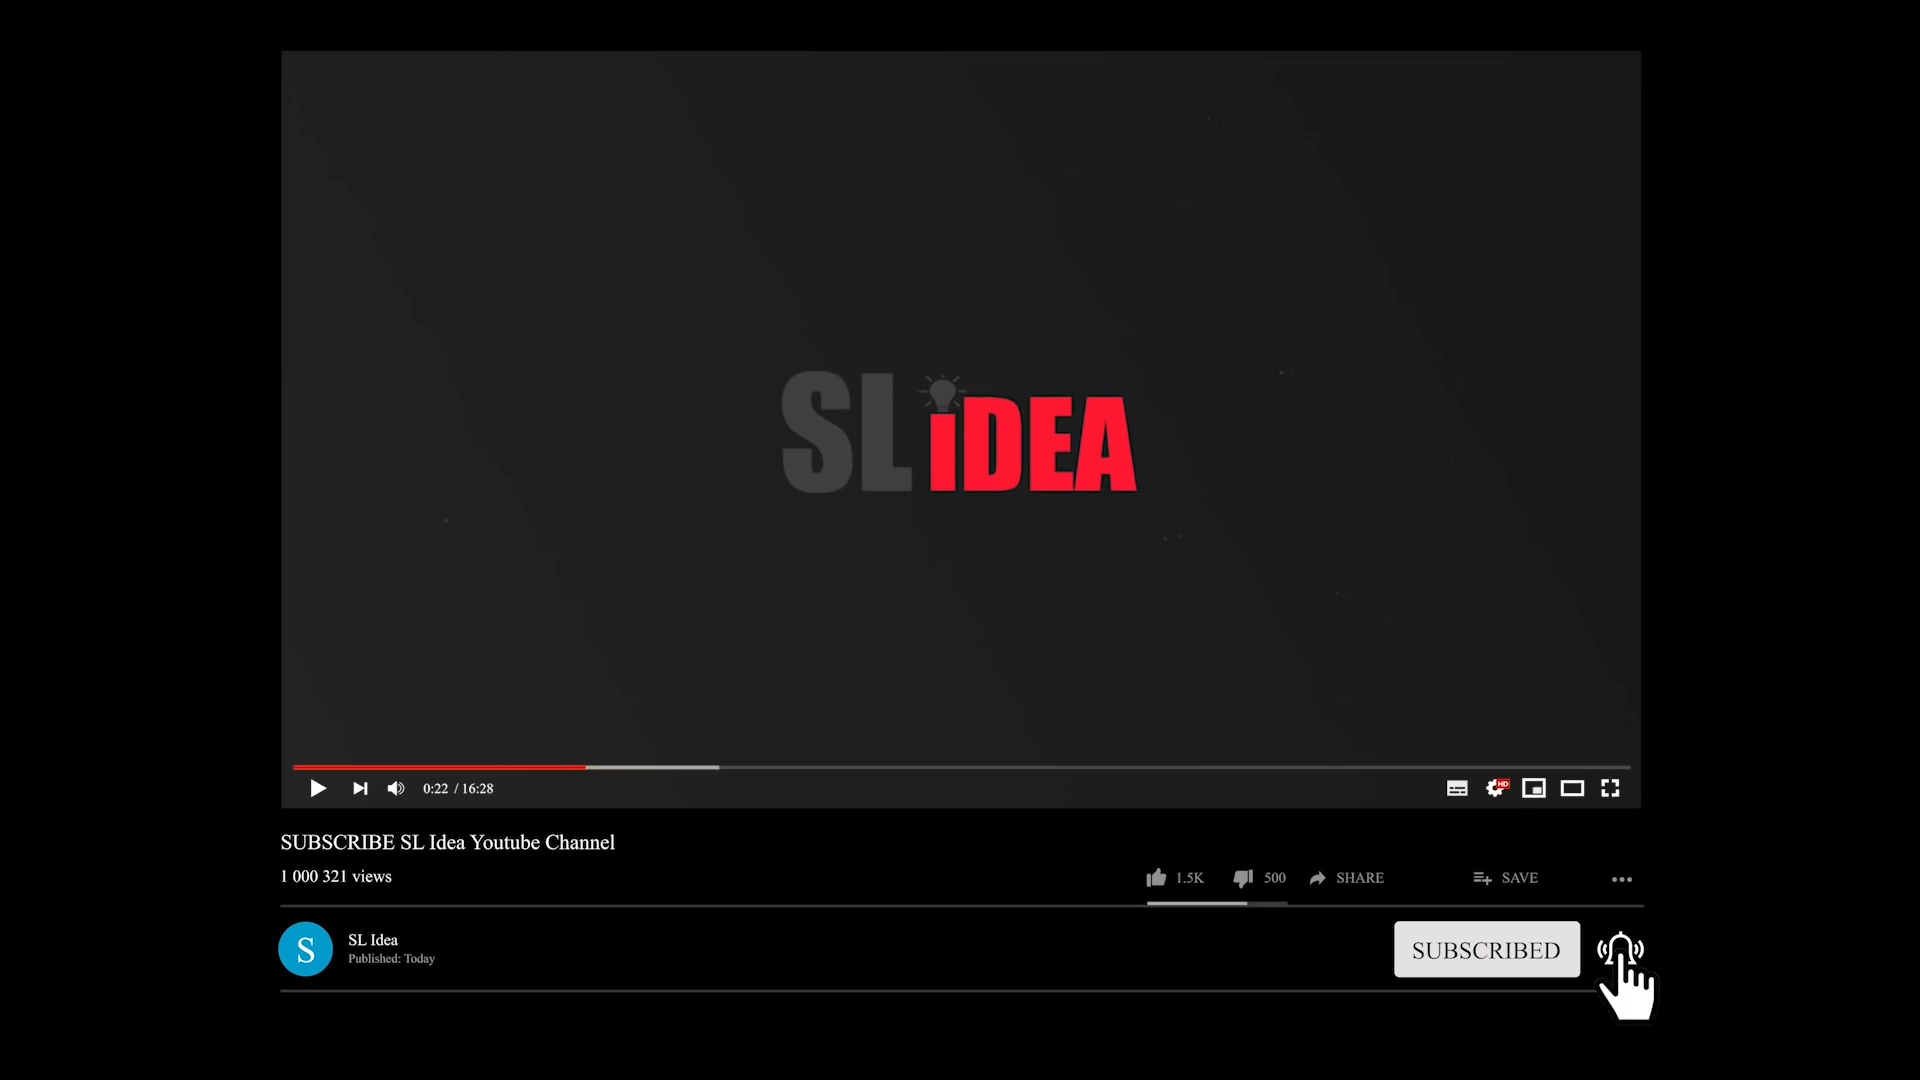 SL iDEA
HD
0:22 / 16:28
SUBSCRIBE SL Idea Youtube Channel
1 000 321 views
1.5K 500 SHARE SAVE
S
SL Idea
Published: Today
SUBSCRIBED